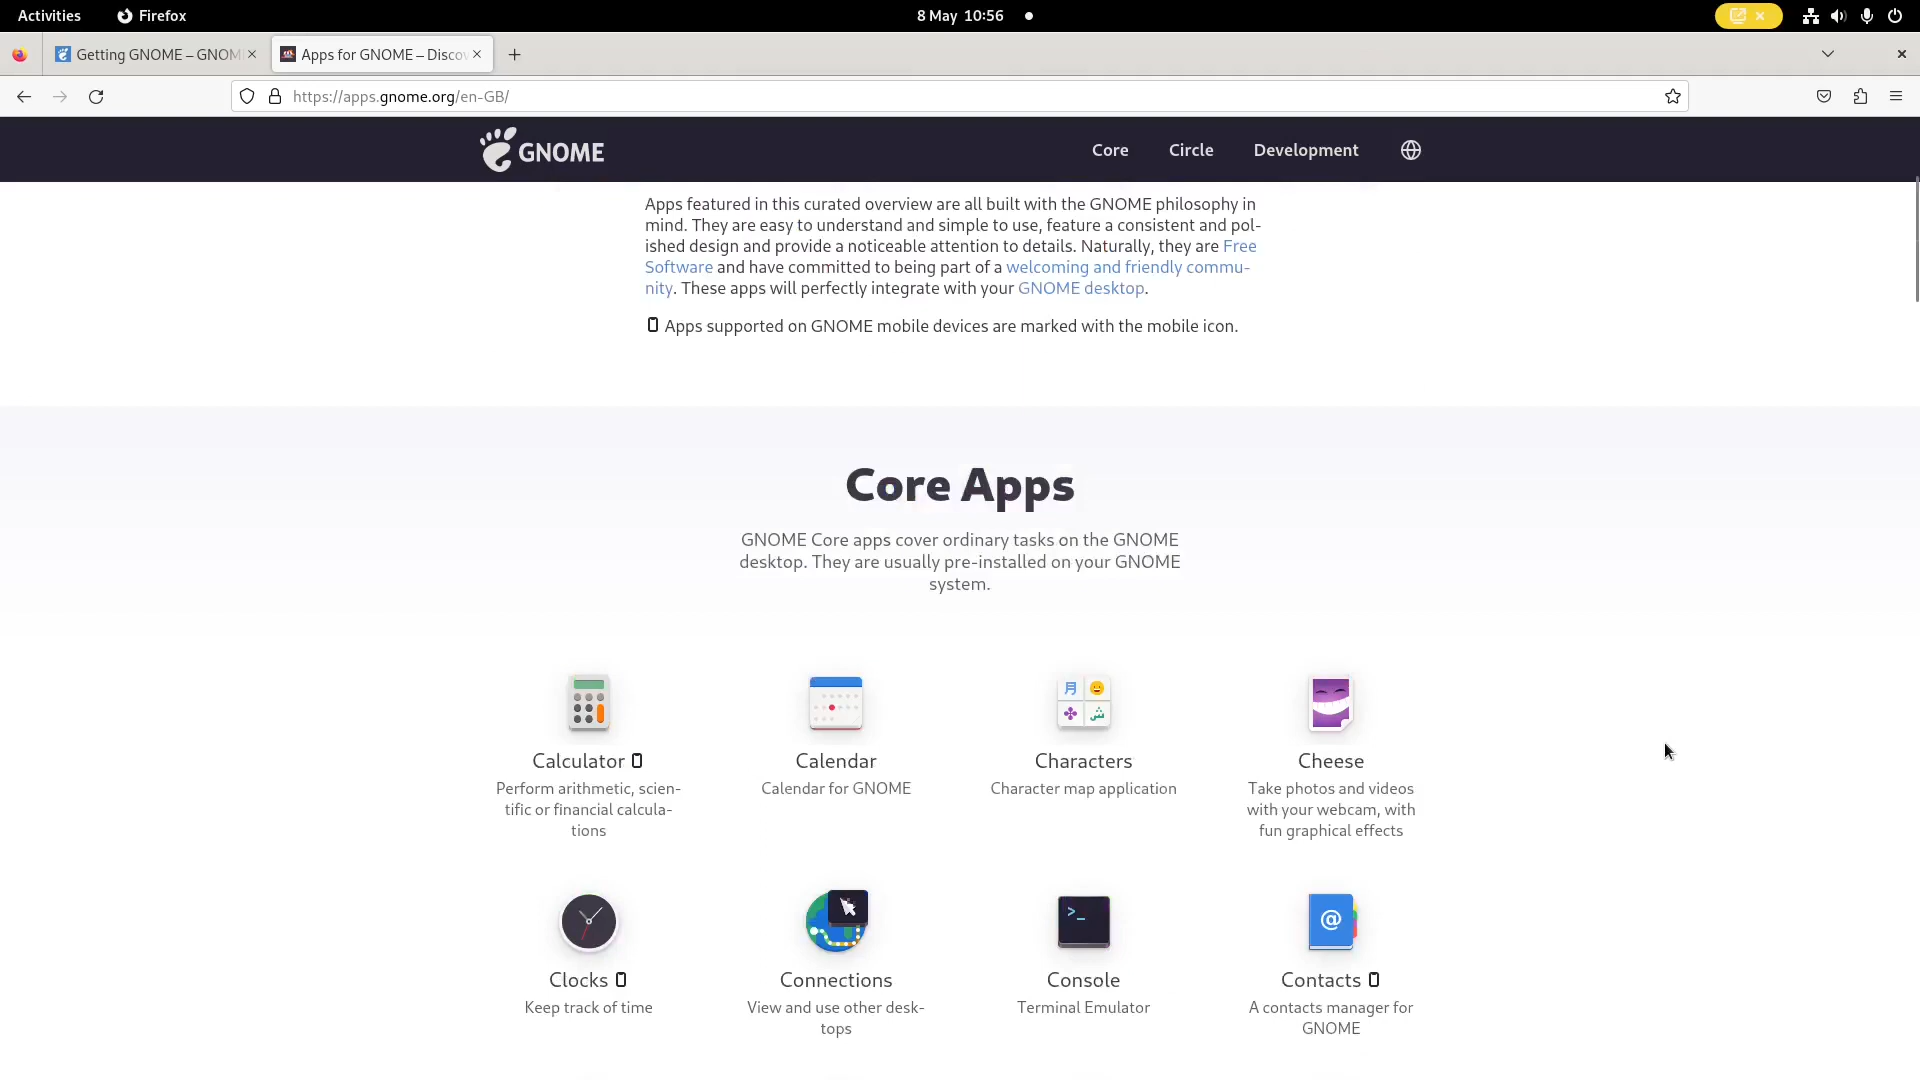 Activities
Firefox
8 May 10:56
Getting GNOME – GNOM
Apps for GNOME – Disco
https://apps.gnome.org/en-GB/
GNOME
Core
Circle
Development
Apps featured in this curated overview are all built with the GNOME philosophy in
mind. They are easy to understand and simple to use, feature a consistent and pol-
ished design and provide a noticeable attention to details. Naturally, they are Free
Software and have committed to being part of a welcoming and friendly commu-
nity. These apps will perfectly integrate with your GNOME desktop.
Apps supported on GNOME mobile devices are marked with the mobile icon.
Core Apps
GNOME Core apps cover ordinary tasks on the GNOME
desktop. They are usually pre-installed on your GNOME
system.
Calculator
Perform arithmetic, scien-
tific or financial calcula-
tions
Calendar
Calendar for GNOME
月
ش
Characters
Character map application
Cheese
Take photos and videos
with your webcam, with
fun graphical effects
Clocks
Keep track of time
Connections
View and use other desk-
tops
>_
Console
Terminal Emulator
@
Contacts
A contacts manager for
GNOME